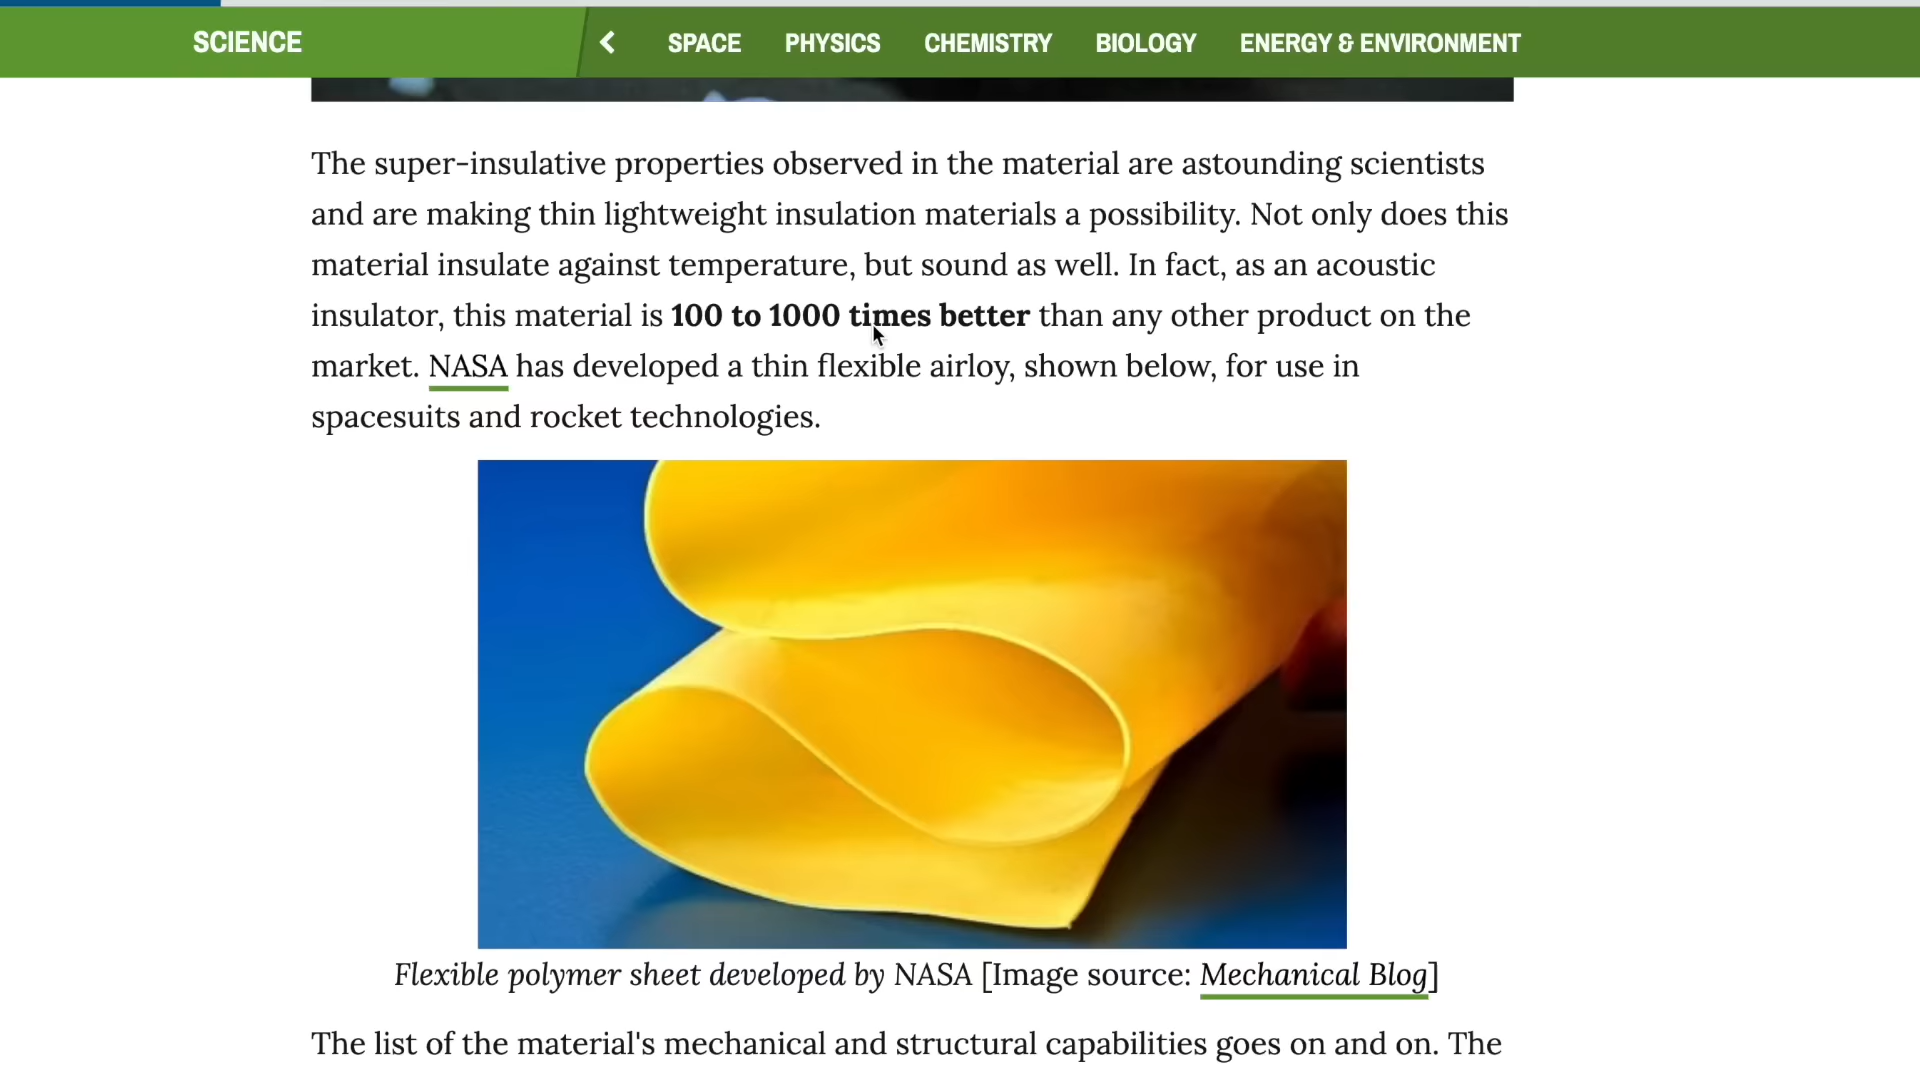 SCIENCE
SPACE PHYSICS CHEMISTRY BIOLOGY ENERGY & ENVIRONMENT
The super-insulative properties observed in the material are astounding scientists
and are making thin lightweight insulation materials a possibility. Not only does this
material insulate against temperature, but sound as well. In fact, as an acoustic
insulator, this material is 100 to 1000 times better than any other product on the
market. NASA has developed a thin flexible airloy, shown below, for use in
spacesuits and rocket technologies.
Flexible polymer sheet developed by NASA [Image source: Mechanical Blog]
The list of the material's mechanical and structural capabilities goes on and on. The